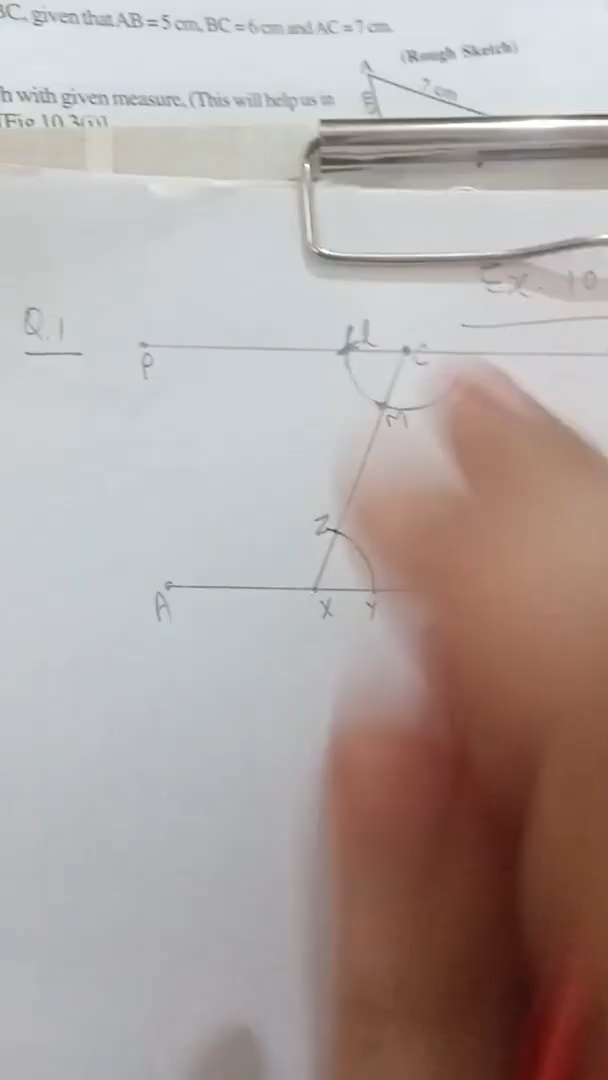 BC, given that AB = 5 cm, BC = 6 cm and AC = 7 cm.
(Rough Sketch)
A
7 cm
h with given measure, (This will help us in
Ex. 10
Q.1
P
C
M
Z
A X Y